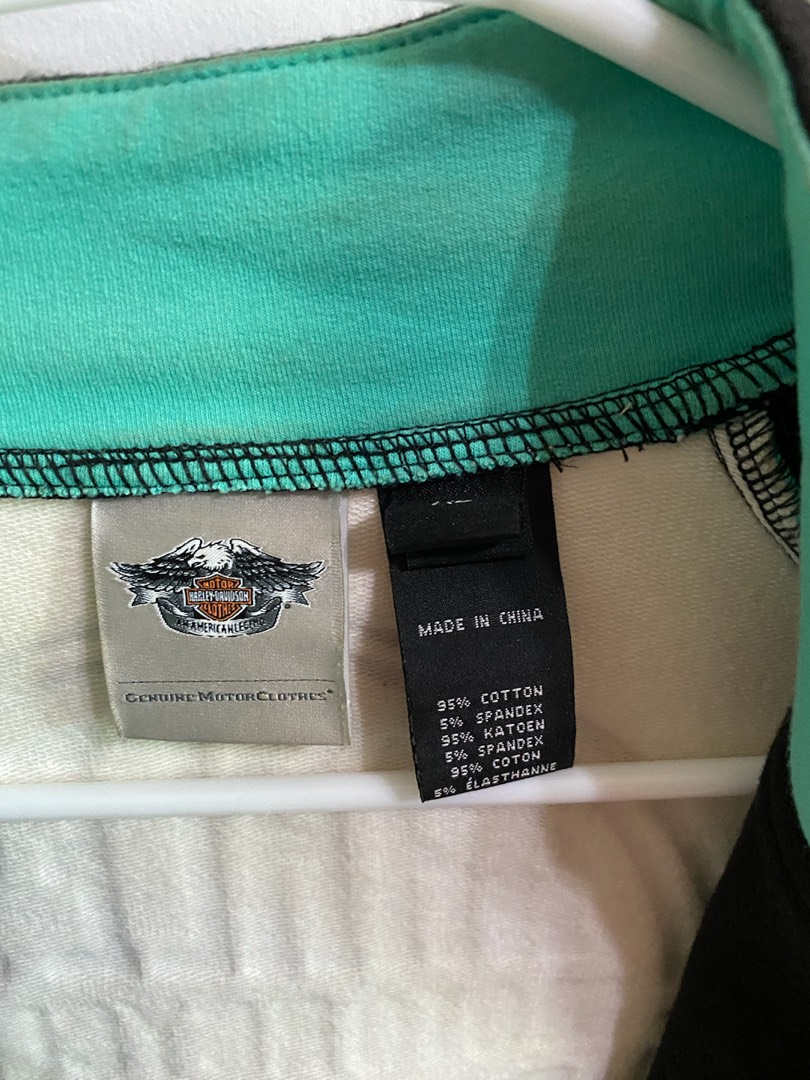 MOTOR
HARLEY-DAVIDSON
CLOTHES
AN AMERICAN LEGEND
GENUINE MOTORCLOTHES
MADE IN CHINA
95% COTTON
5% SPANDEX
95% KATOEN
5% SPANDEX
95% COTON
5% ÉLASTHANNE